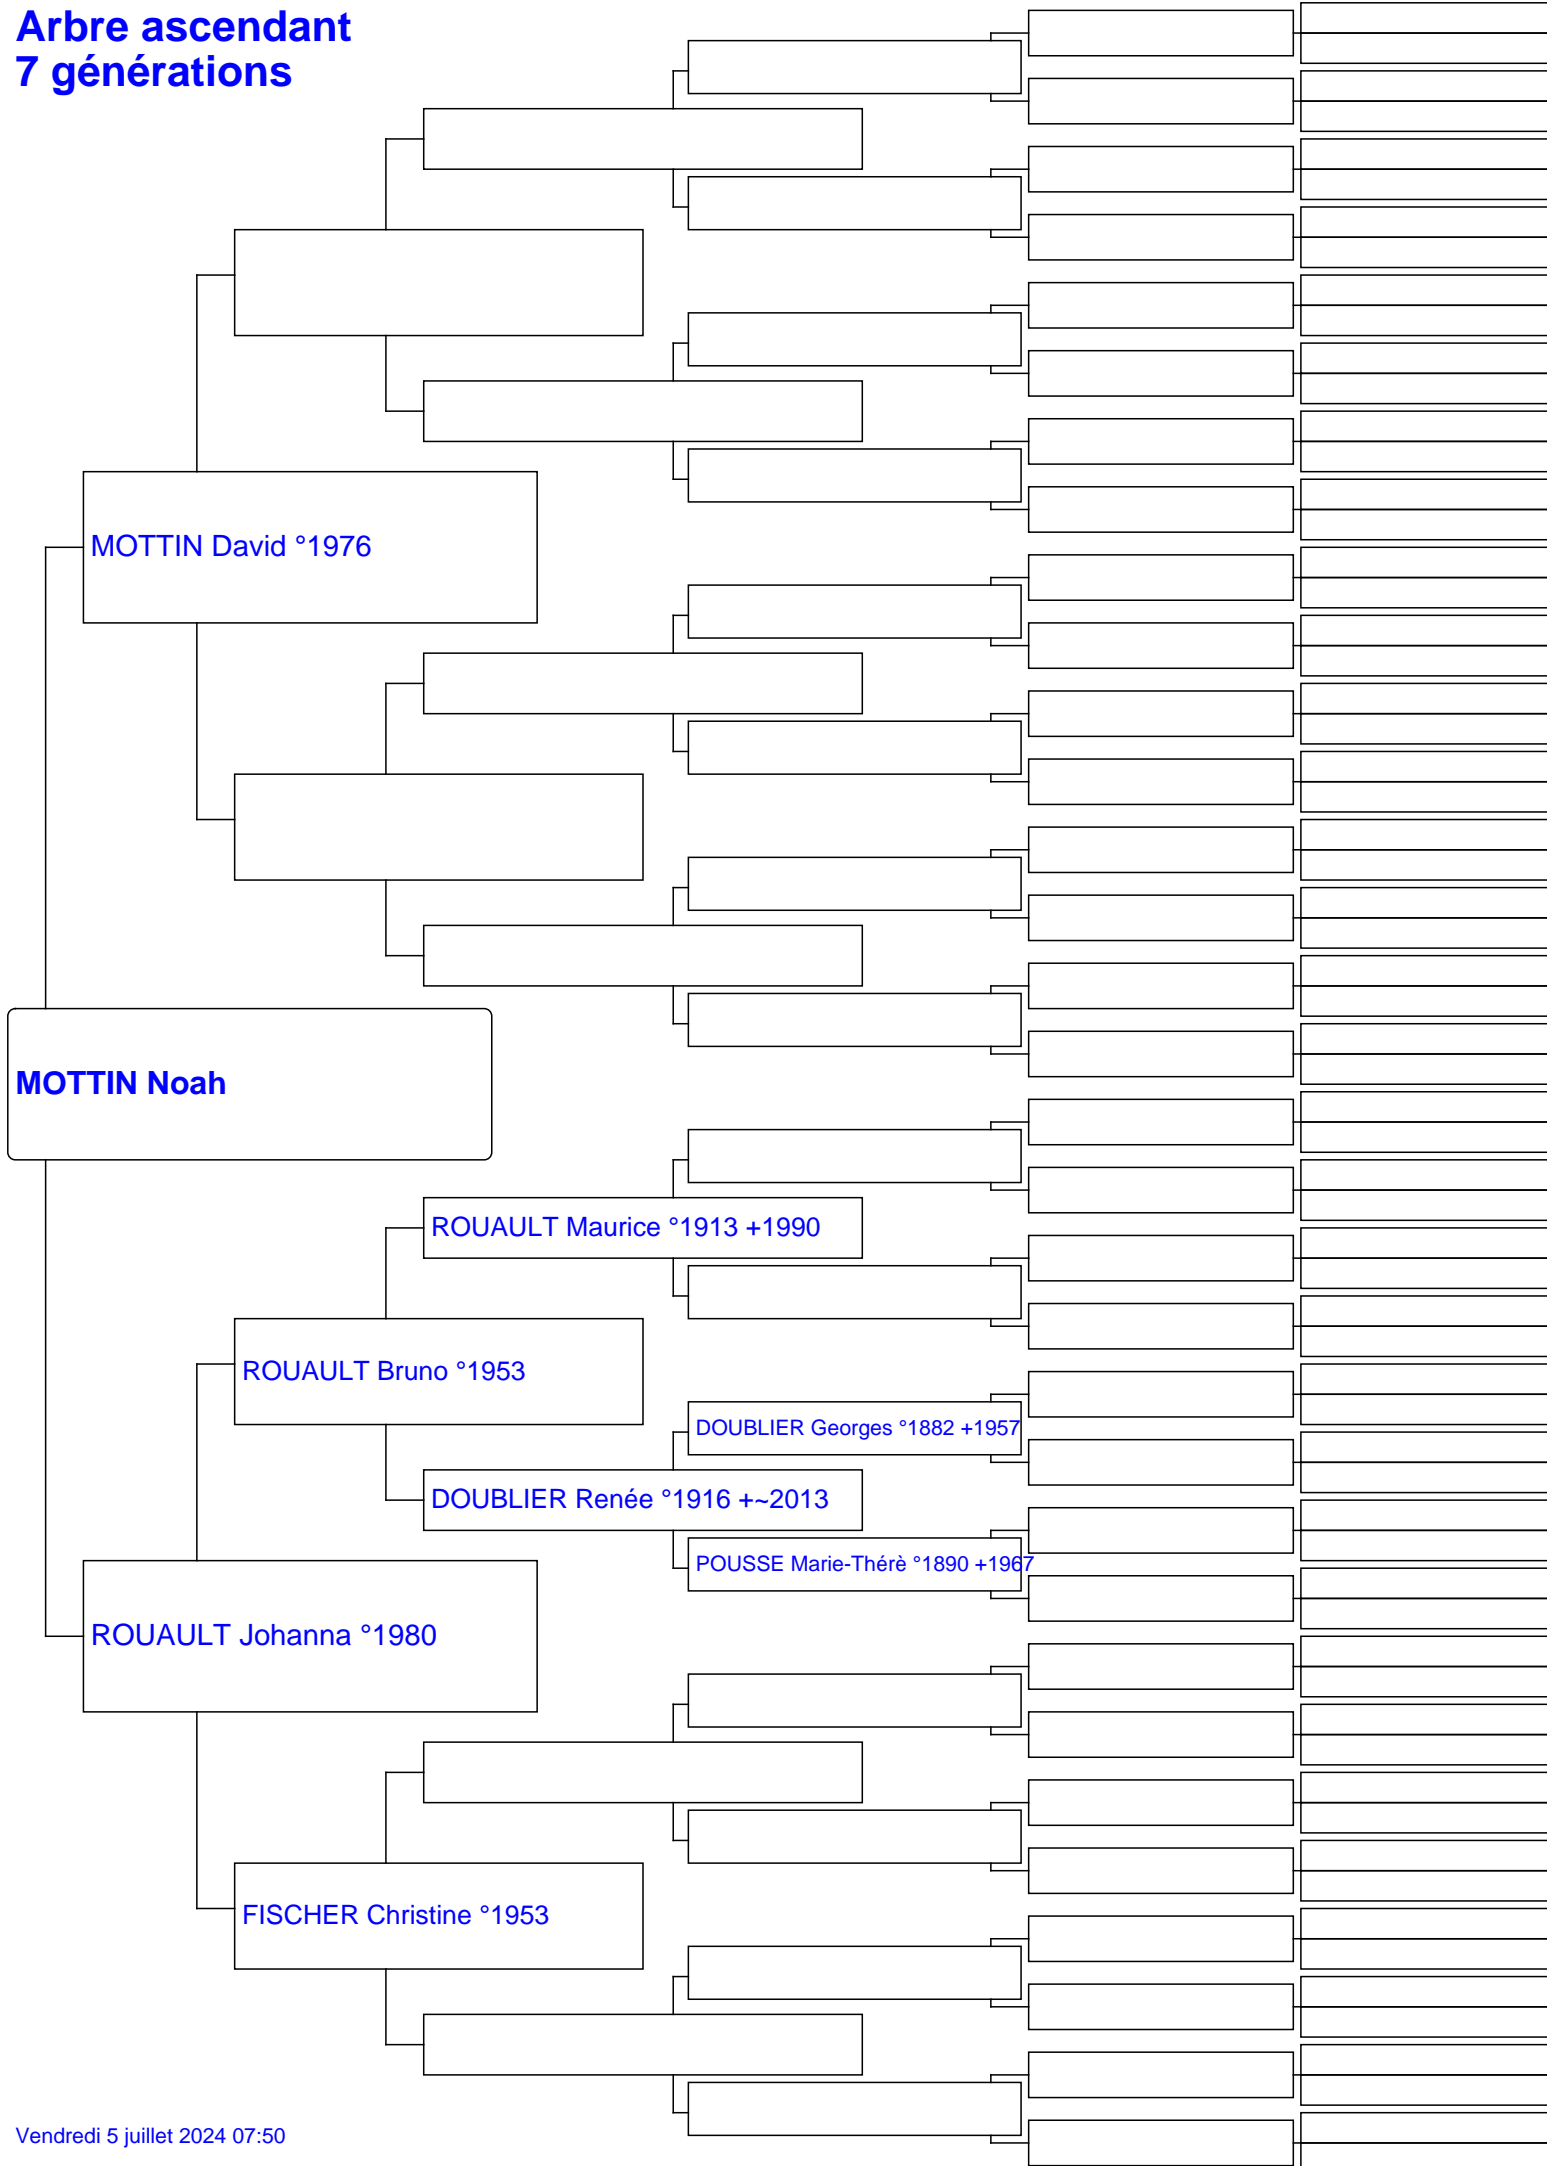 Arbre ascendant
7 générations
MOTTIN David °1976
MOTTIN Noah
ROUAULT Maurice °1913 +1990
ROUAULT Bruno °1953
DOUBLIER Georges °1882 +1957
DOUBLIER Renée °1916 +~2013
POUSSE Marie-Thérè °1890 +1967
ROUAULT Johanna °1980
FISCHER Christine °1953
Vendredi 5 juillet 2024 07:50